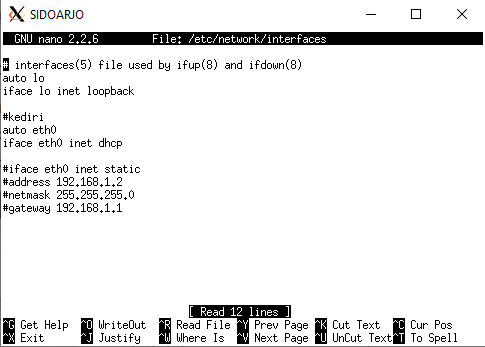 SIDOARJO
GNU nano 2.2.6 File: /etc/network/interfaces
# interfaces(5) file used by ifup(8) and ifdown(8)
auto lo
iface lo inet loopback
#kediri
auto eth0
iface eth0 inet dhcp
#iface eth0 inet static
#address 192.168.1.2
#netmask 255.255.255.0
#gateway 192.168.1.1
[ Read 12 lines ]
^G Get Help ^O WriteOut ^R Read File ^Y Prev Page ^K Cut Text ^C Cur Pos
^X Exit ^J Justify ^W Where Is ^V Next Page ^U UnCut Text ^T To Spell